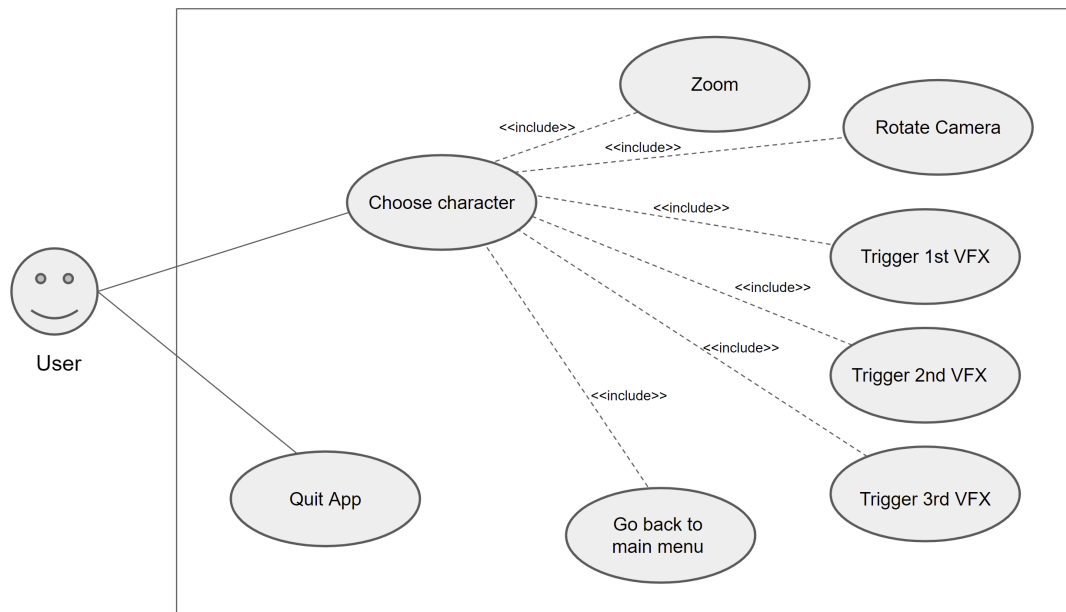 Zoom
Rotate Camera
<<include>>
<<include>>
Choose character
<<include>>
Trigger 1st VFX
<<include>>
User
<<include>>
Trigger 2nd VFX
<<include>>
Quit App
Go back to
main menu
Trigger 3rd VFX